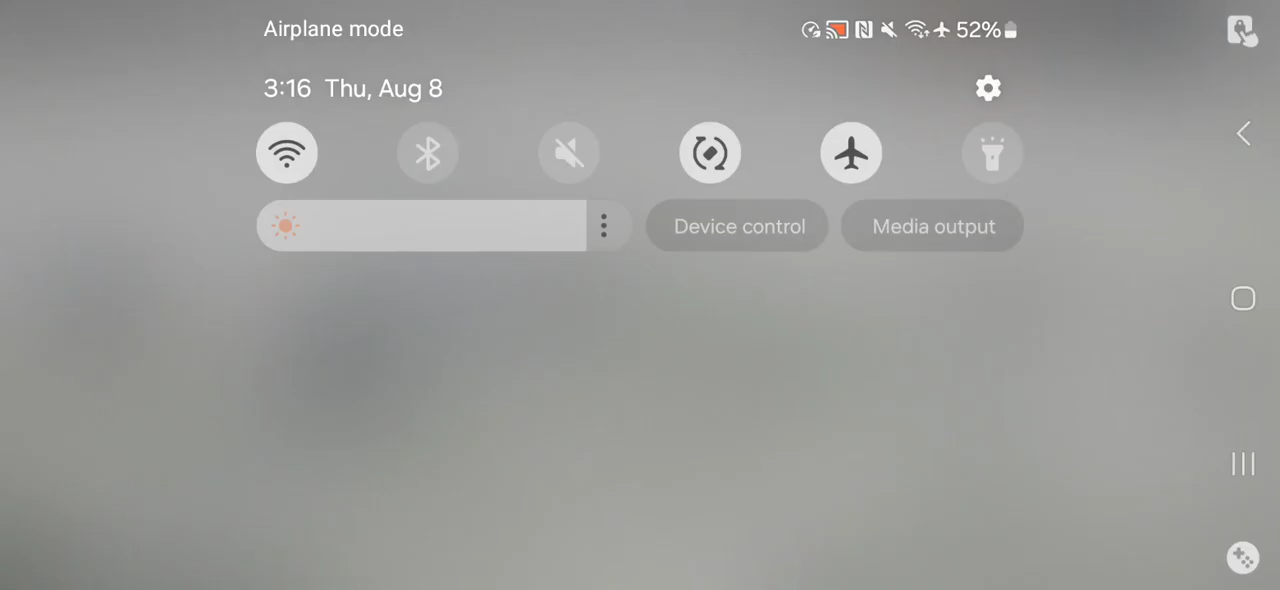 Airplane mode
52%
3:16 Thu, Aug 8
Device control
Media output